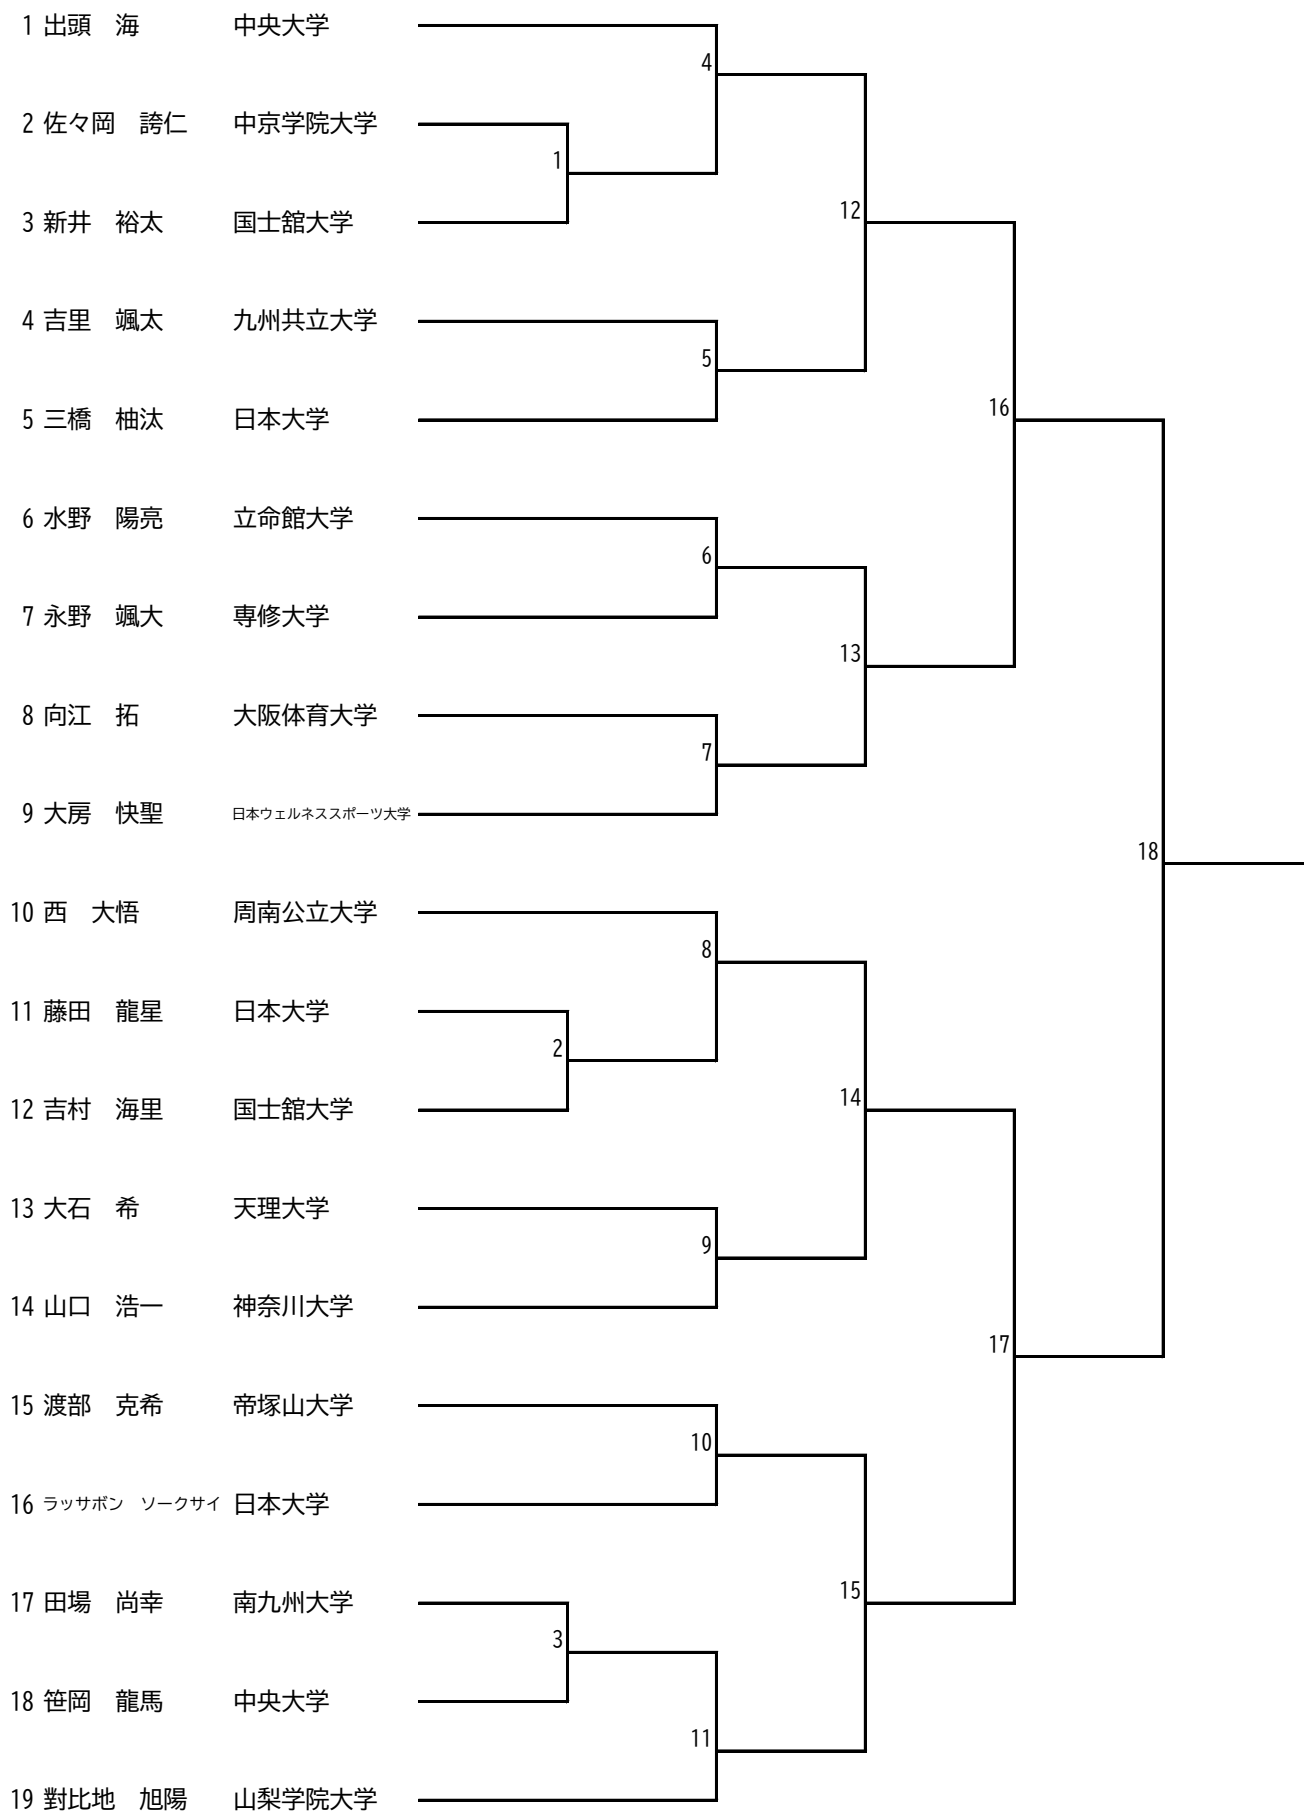 1 出頭　海 中央大学
4
2 佐々岡　誇仁 中京学院大学
1
3 新井　裕太 国士舘大学
12
4 吉里　颯太 九州共立大学
5
5 三橋　柚汰 日本大学
16
6 水野　陽亮 立命館大学
6
7 永野　颯大 専修大学
13
8 向江　拓 大阪体育大学
7
9 大房　快聖 日本ウェルネススポーツ大学
18
10 西　大悟 周南公立大学
8
11 藤田　龍星 日本大学
2
12 吉村　海里 国士舘大学
14
13 大石　希 天理大学
9
14 山口　浩一 神奈川大学
17
15 渡部　克希 帝塚山大学
10
16 ラッサボン　ソークサイ 日本大学
17 田場　尚幸 南九州大学
15
3
18 笹岡　龍馬 中央大学
11
19 對比地　旭陽 山梨学院大学